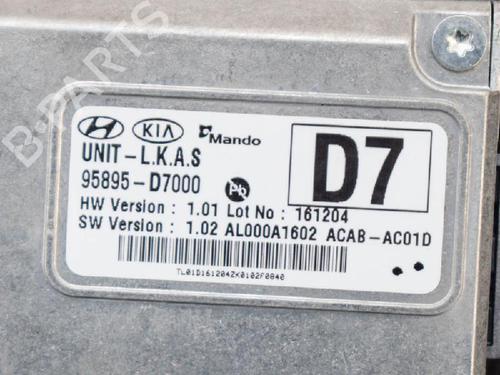 B-PARTS
HYUNDAI KIA Mando
UNIT-L.K.A.S
95895-D7000
Pb
D7
HW Version : 1.01 Lot No : 161204
SW Version : 1.02 AL000A1602 ACAB-AC01D
TL01D161204ZK0102F0840